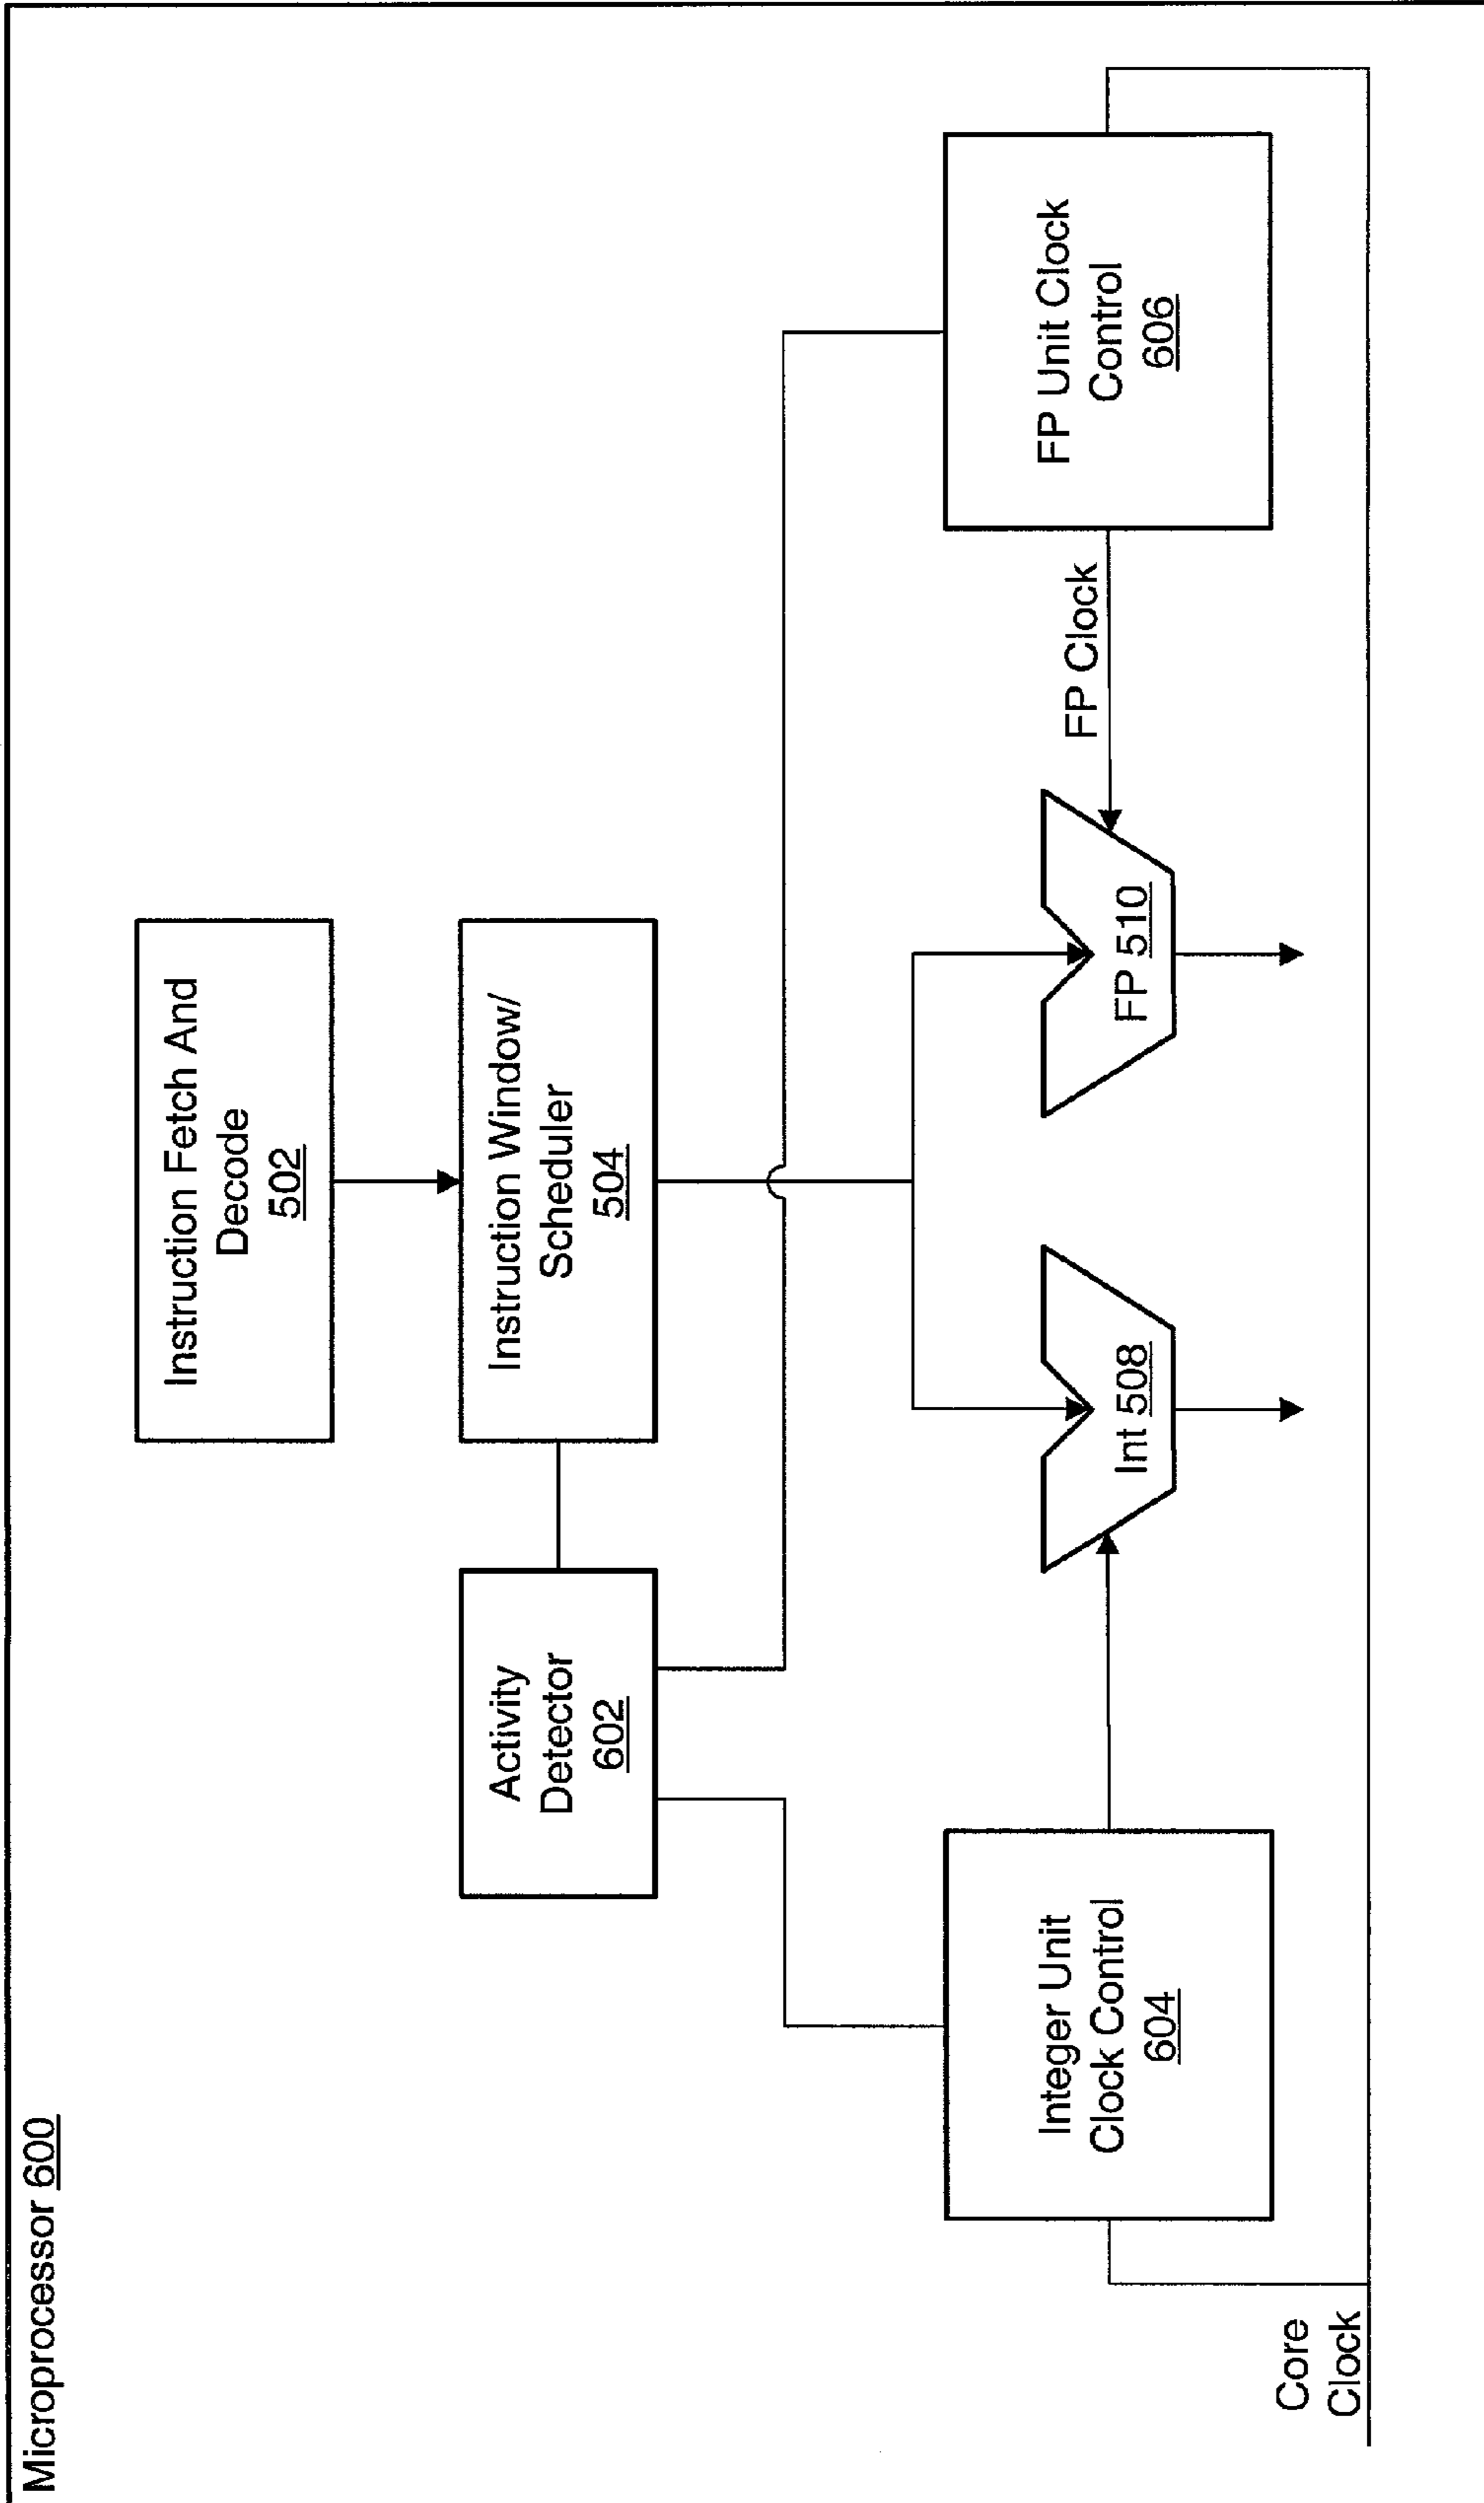 Microprocessor 600
Instruction Fetch And
Decode
502
Activity
Detector
602
Instruction Window/
Scheduler
504
Integer Unit
Clock Control
604
Int 508
FP 510
FP Clock
FP Unit Clock
Control
606
Core
Clock